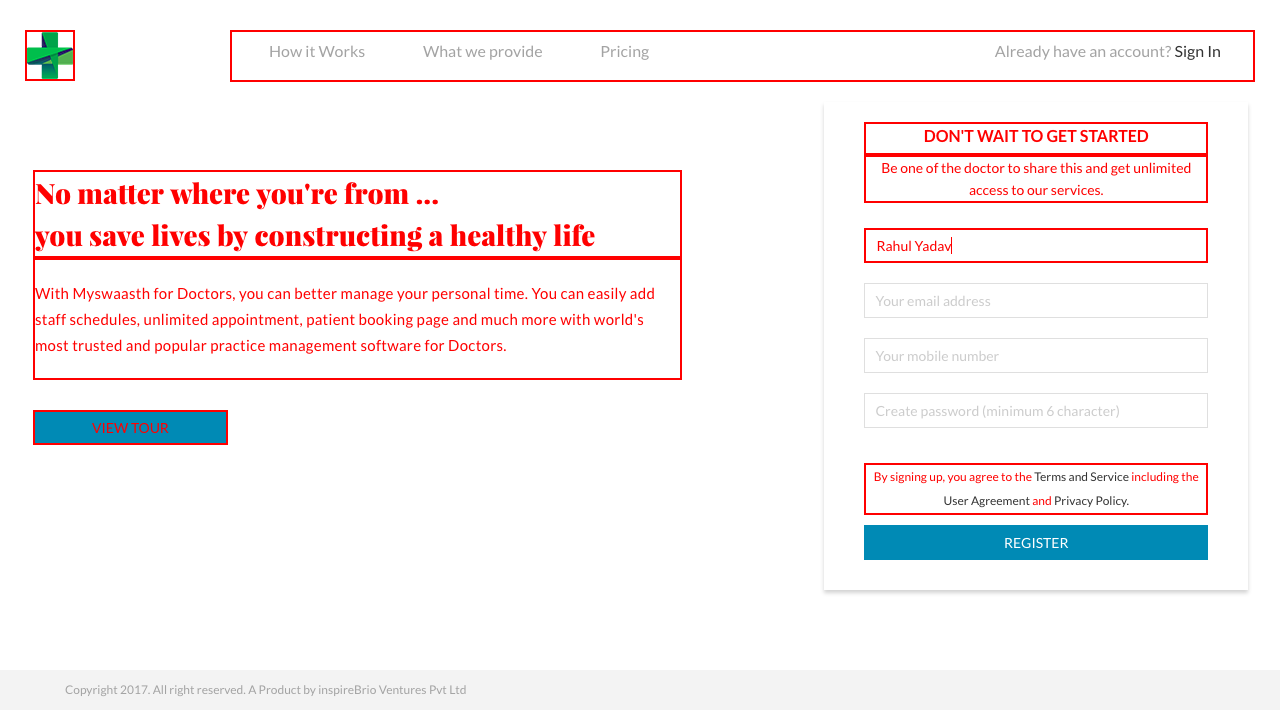 How it Works
What we provide
Pricing
Already have an account? Sign In
No matter where you're from ...
you save lives by constructing a healthy life
With Myswaasth for Doctors, you can better manage your personal time. You can easily add
staff schedules, unlimited appointment, patient booking page and much more with world's
most trusted and popular practice management software for Doctors.
VIEW TOUR
DON'T WAIT TO GET STARTED
Be one of the doctor to share this and get unlimited
access to our services.
Rahul Yadav
Your email address
Your mobile number
Create password (minimum 6 character)
By signing up, you agree to the Terms and Service including the
User Agreement and Privacy Policy.
REGISTER
Copyright 2017. All right reserved. A Product by inspireBrio Ventures Pvt Ltd